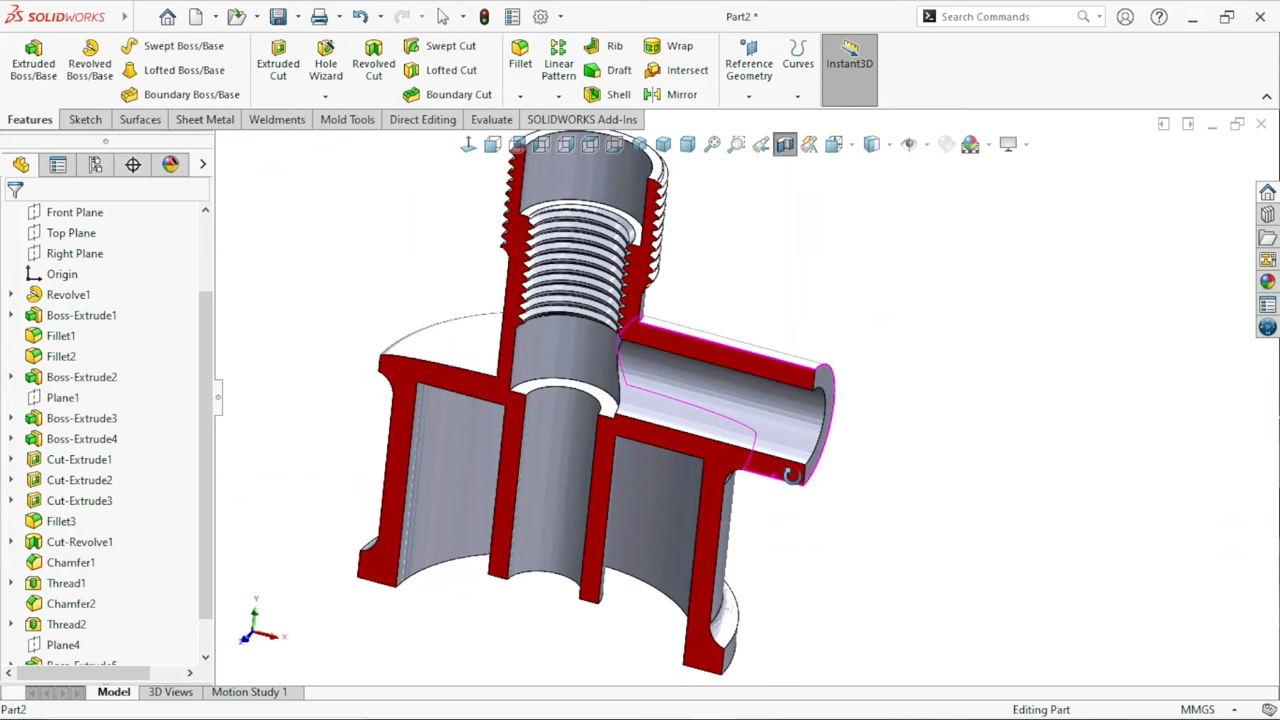 SOLIDWORKS
Part2 *
Search Commands
Extruded Boss/Base
Revolved Boss/Base
Swept Boss/Base
Lofted Boss/Base
Boundary Boss/Base
Extruded Cut
Hole Wizard
Revolved Cut
Swept Cut
Lofted Cut
Boundary Cut
Fillet
Linear Pattern
Rib
Draft
Shell
Wrap
Intersect
Mirror
Reference Geometry
Curves
Instant3D
Features
Sketch
Surfaces
Sheet Metal
Weldments
Mold Tools
Direct Editing
Evaluate
SOLIDWORKS Add-Ins
Front Plane
Top Plane
Right Plane
Origin
Revolve1
Boss-Extrude1
Fillet1
Fillet2
Boss-Extrude2
Plane1
Boss-Extrude3
Boss-Extrude4
Cut-Extrude1
Cut-Extrude2
Cut-Extrude3
Fillet3
Cut-Revolve1
Chamfer1
Thread1
Chamfer2
Thread2
Plane4
Y
X
Z
Model
3D Views
Motion Study 1
Part2
Editing Part
MMGS